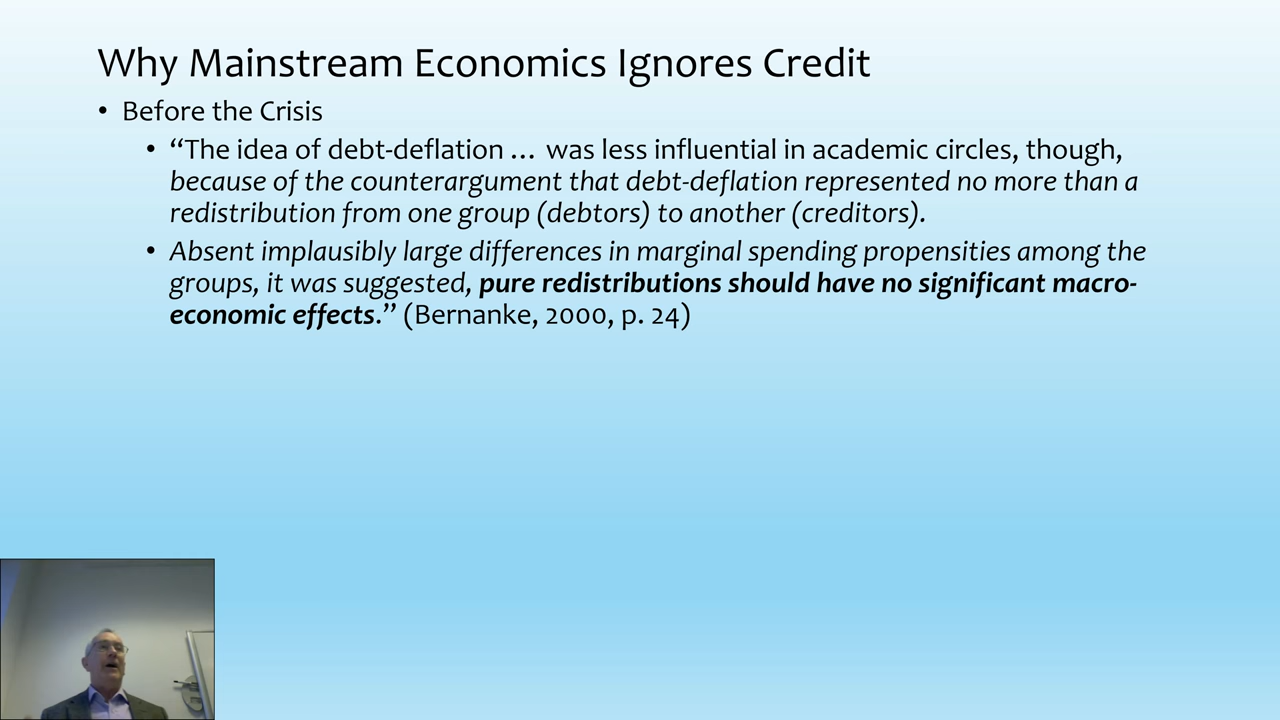 Why Mainstream Economics Ignores Credit
• Before the Crisis
• “The idea of debt-deflation … was less influential in academic circles, though,
because of the counterargument that debt-deflation represented no more than a
redistribution from one group (debtors) to another (creditors).
• Absent implausibly large differences in marginal spending propensities among the
groups, it was suggested, pure redistributions should have no significant macro-
economic effects.” (Bernanke, 2000, p. 24)